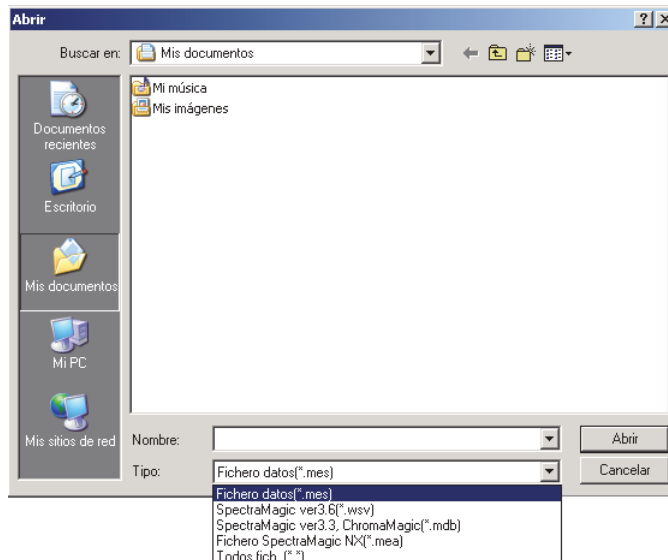 Abrir
Buscar en: Mis documentos
Mi música
Mis imágenes
Documentos
recientes
Escritorio
Mis documentos
Mi PC
Mis sitios de red
Nombre:
Abrir
Tipo: Fichero datos(*.mes)
Cancelar
Fichero datos(*.mes)
SpectraMagic ver3.6(*.wsv)
SpectraMagic ver3.3, ChromaMagic(*.mdb)
Fichero SpectraMagic NX(*.mea)
Todos fich. (*.*)